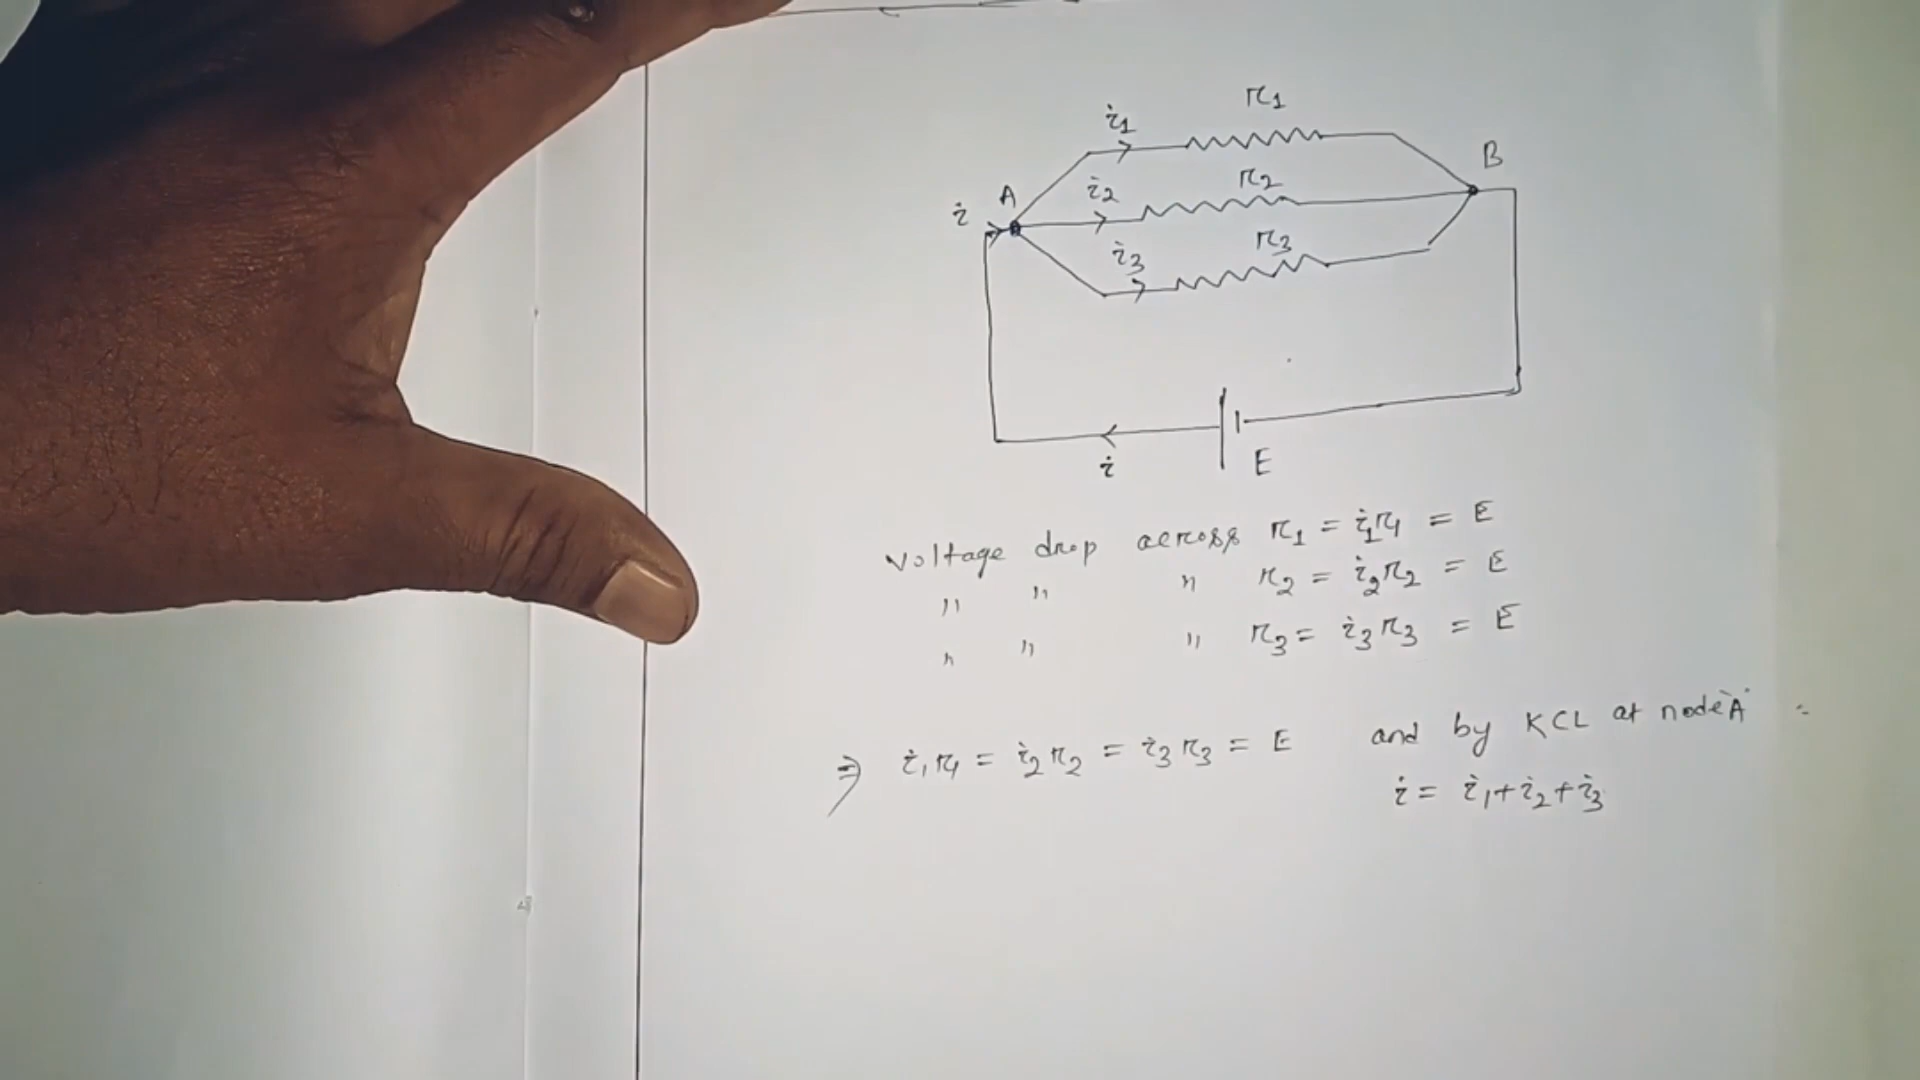 r1
i1
B
r2
A
i2
i
r3
i3
i
E
voltage drop across r1 = i1r1 = E
" " " r2 = i2r2 = E
" " " r3 = i3r3 = E
⇒ i1r1 = i2r2 = i3r3 = E and by KCL at node "A" :
i = i1+i2+i3